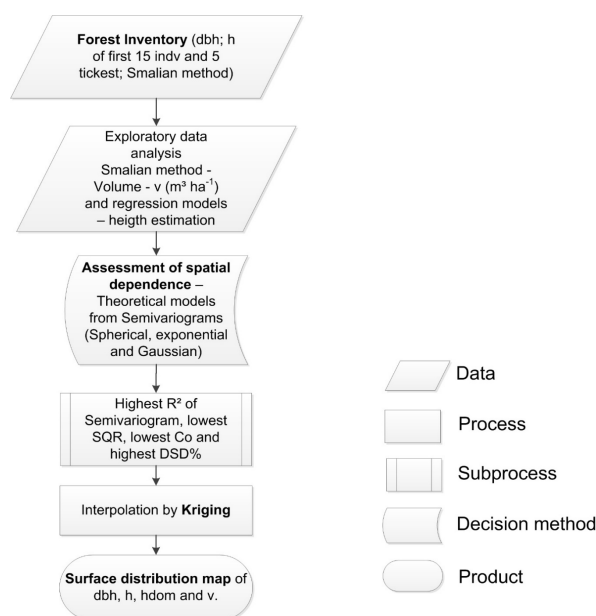 Forest Inventory (dbh; h
of first 15 indv and 5
tickest; Smalian method)
Exploratory data
analysis
Smalian method -
Volume - v (m³ ha⁻¹)
and regression models
– heigth estimation
Assessment of spatial
dependence –
Theoretical models
from Semivariograms
(Spherical, exponential
and Gaussian)
Highest R² of
Semivariogram, lowest
SQR, lowest Co and
highest DSD%
Interpolation by Kriging
Surface distribution map of
dbh, h, hdom and v.
Data
Process
Subprocess
Decision method
Product